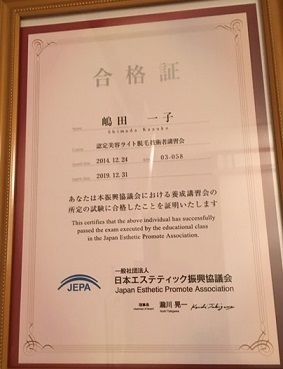 合格証
嶋田 一子
Shimada Kazuko
認定美容ライト脱毛技術者講習会
2014.12.24 03-058
2019.12.31
あなたは本振興協議会における養成講習会の
所定の試験に合格したことを証明いたします
This certifies that the above individual has successfully
passed the exam executed by the educational class
in the Japan Esthetic Promote Association.
JEPA
一般社団法人
日本エステティック振興協議会
Japan Esthetic Promote Association
理事長 瀧川 晃一